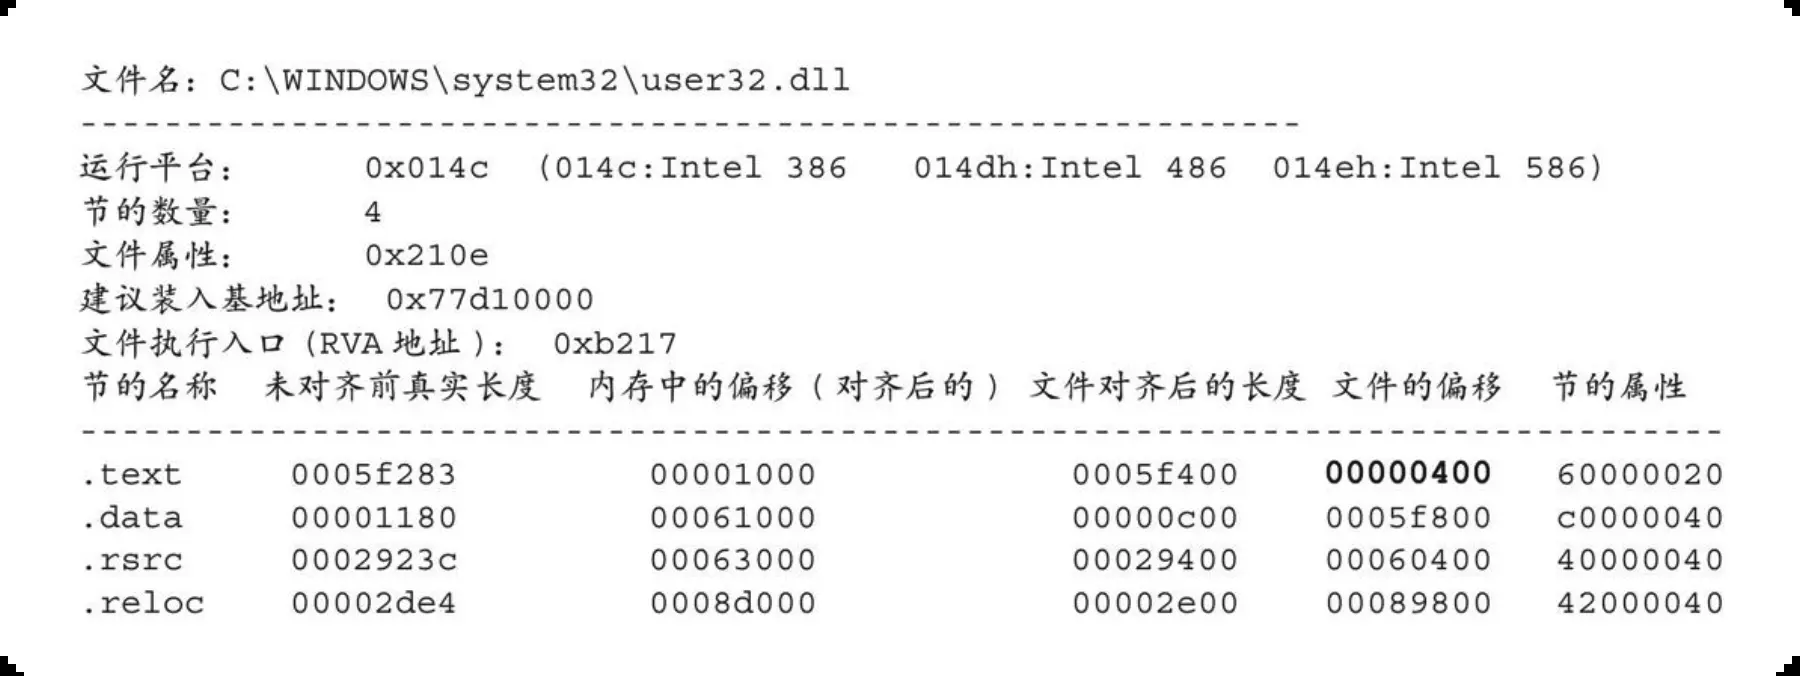 文件名：C:\WINDOWS\system32\user32.dll
----------------------------------------------------------
运行平台： 0x014c (014c:Intel 386 014dh:Intel 486 014eh:Intel 586)
节的数量： 4
文件属性： 0x210e
建议装入基地址： 0x77d10000
文件执行入口(RVA 地址)： 0xb217
节的名称 未对齐前真实长度 内存中的偏移(对齐后的) 文件对齐后的长度 文件的偏移 节的属性
------------------------------------------------------------------------------
.text 0005f283 00001000 0005f400 00000400 60000020
.data 00001180 00061000 00000c00 0005f800 c0000040
.rsrc 0002923c 00063000 00029400 00060400 40000040
.reloc 00002de4 0008d000 00002e00 00089800 42000040